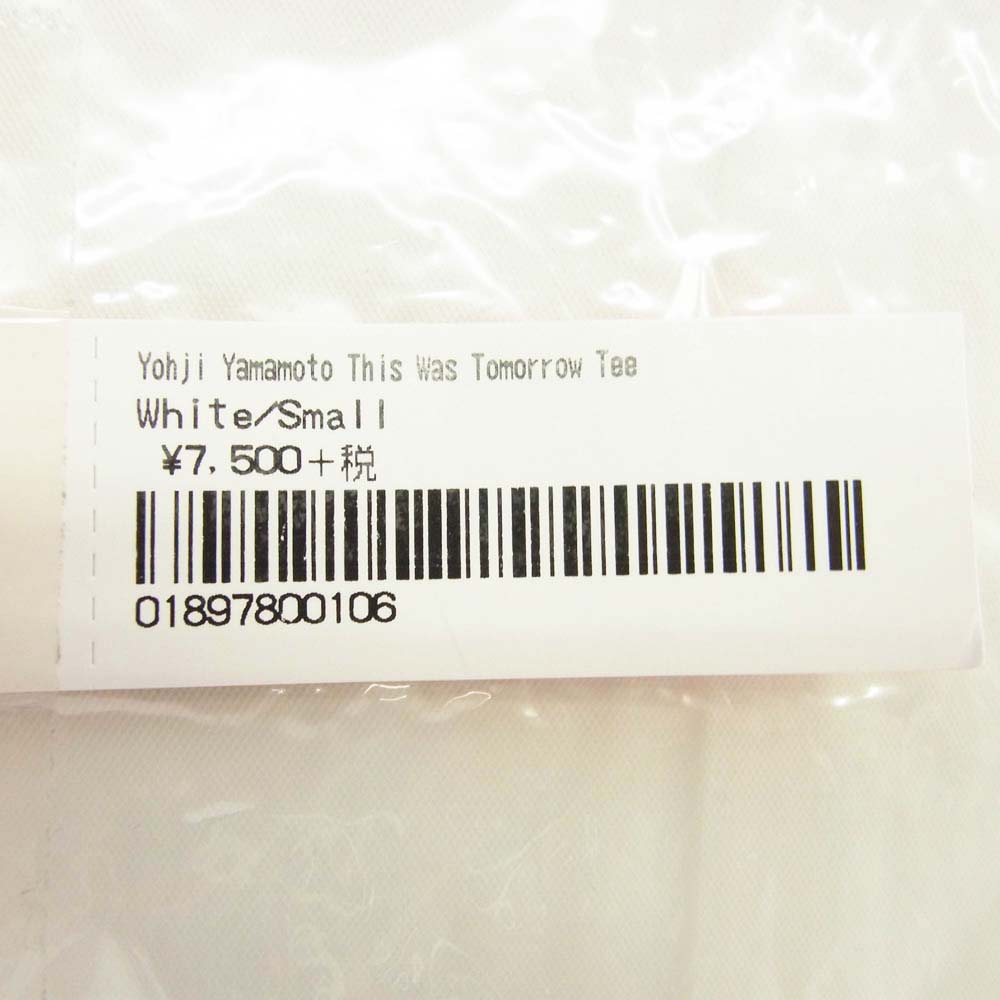 Yohji Yamamoto This Was Tomorrow Tee
White/Small
¥7,500+税
01897800106